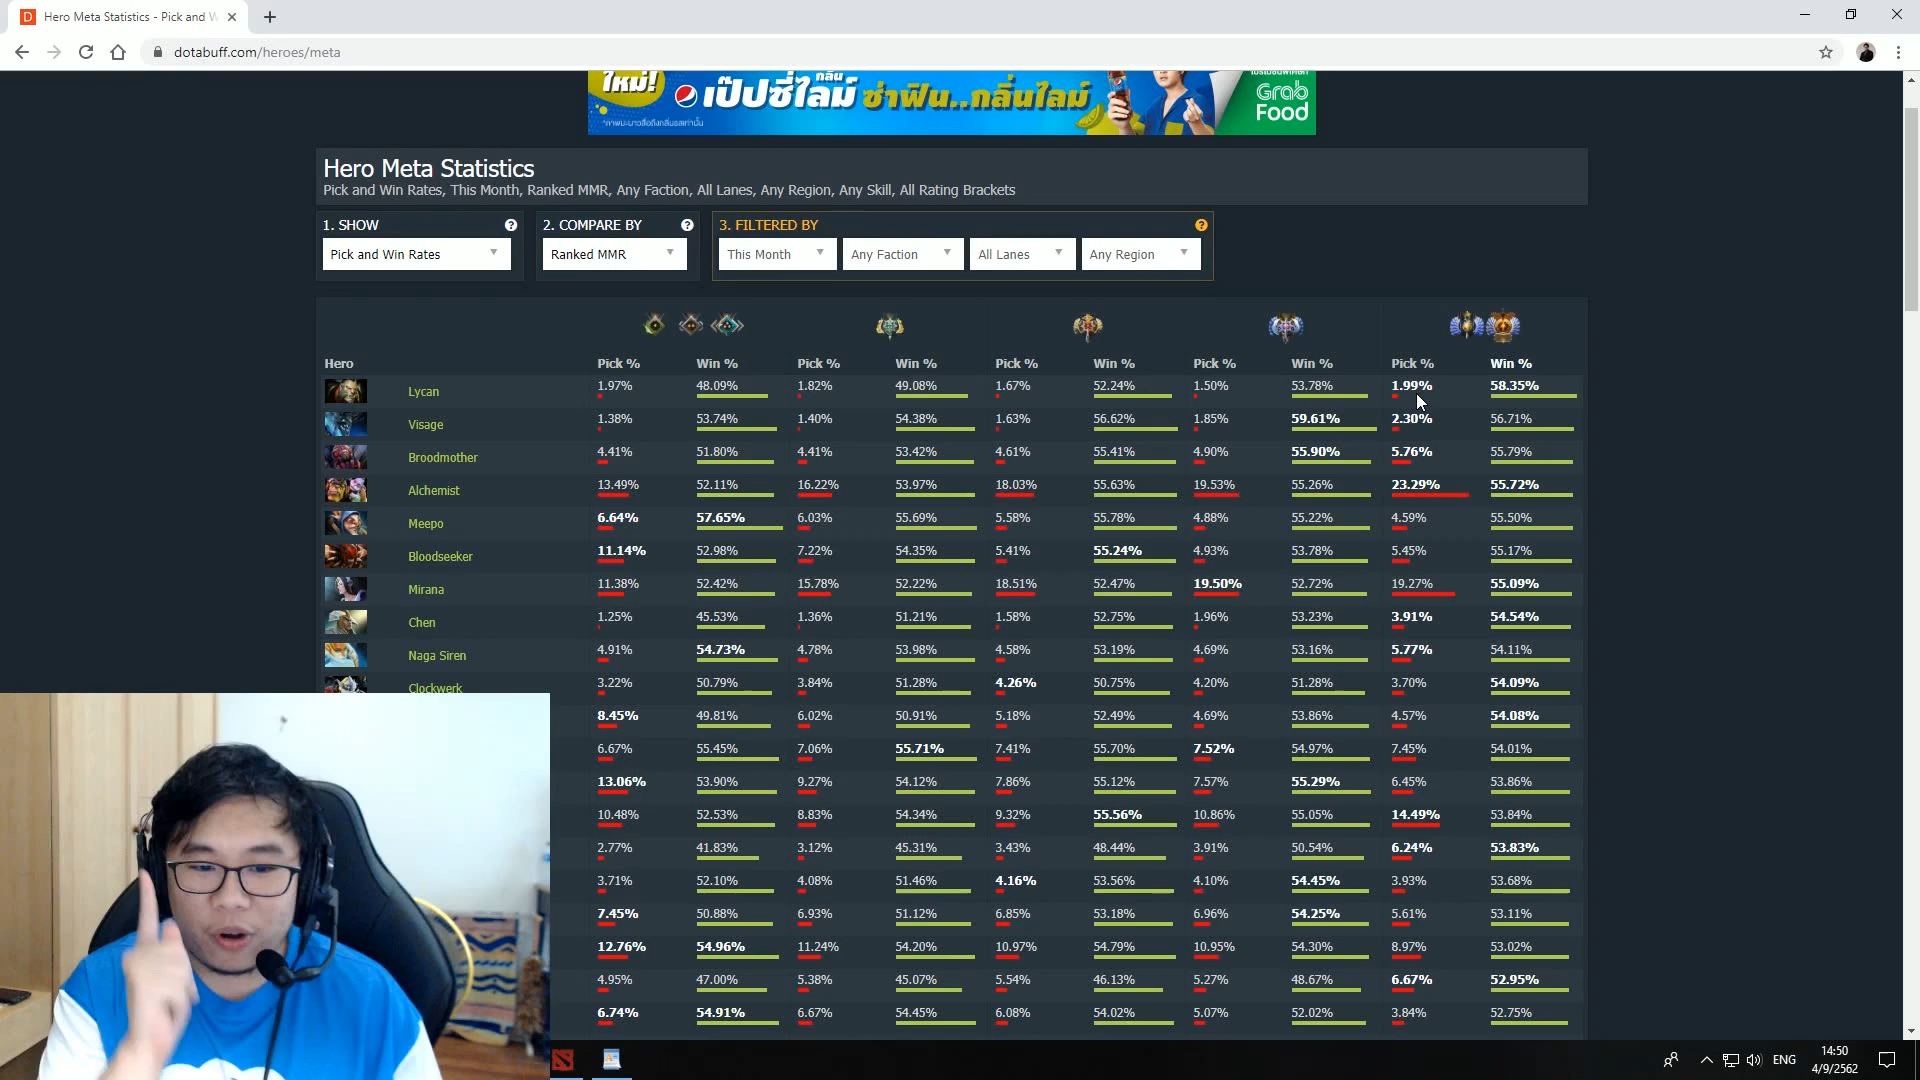 Hero Meta Statistics - Pick and W
dotabuff.com/heroes/meta
ใหม่!
เป๊ปซี่ไลม์
กลิ่น
ซ่าฟิน..กลิ่นไลม์
Grab
Food
Hero Meta Statistics
Pick and Win Rates, This Month, Ranked MMR, Any Faction, All Lanes, Any Region, Any Skill, All Rating Brackets
1. SHOW 2. COMPARE BY 3. FILTERED BY
Pick and Win Rates Ranked MMR This Month Any Faction All Lanes Any Region
Hero Pick % Win % Pick % Win % Pick % Win % Pick % Win % Pick % Win %
Lycan 1.97% 48.09% 1.82% 49.08% 1.67% 52.24% 1.50% 53.78% 1.99% 58.35%
Visage 1.38% 53.74% 1.40% 54.38% 1.63% 56.62% 1.85% 59.61% 2.30% 56.71%
Broodmother 4.41% 51.80% 4.41% 53.42% 4.61% 55.41% 4.90% 55.90% 5.76% 55.79%
Alchemist 13.49% 52.11% 16.22% 53.97% 18.03% 55.63% 19.53% 55.26% 23.29% 55.72%
Meepo 6.64% 57.65% 6.03% 55.69% 5.58% 55.78% 4.88% 55.22% 4.59% 55.50%
Bloodseeker 11.14% 52.98% 7.22% 54.35% 5.41% 55.24% 4.93% 53.78% 5.45% 55.17%
Mirana 11.38% 52.42% 15.78% 52.22% 18.51% 52.47% 19.50% 52.72% 19.27% 55.09%
Chen 1.25% 45.53% 1.36% 51.21% 1.58% 52.75% 1.96% 53.23% 3.91% 54.54%
Naga Siren 4.91% 54.73% 4.78% 53.98% 4.58% 53.19% 4.69% 53.16% 5.77% 54.11%
Clockwerk 3.22% 50.79% 3.84% 51.28% 4.26% 50.75% 4.20% 51.28% 3.70% 54.09%
8.45% 49.81% 6.02% 50.91% 5.18% 52.49% 4.69% 53.86% 4.57% 54.08%
6.67% 55.45% 7.06% 55.71% 7.41% 55.70% 7.52% 54.97% 7.45% 54.01%
13.06% 53.90% 9.27% 54.12% 7.86% 55.12% 7.57% 55.29% 6.45% 53.86%
10.48% 52.53% 8.83% 54.34% 9.32% 55.56% 10.86% 55.05% 14.49% 53.84%
2.77% 41.83% 3.12% 45.31% 3.43% 48.44% 3.91% 50.54% 6.24% 53.83%
3.71% 52.10% 4.08% 51.46% 4.16% 53.56% 4.10% 54.45% 3.93% 53.68%
7.45% 50.88% 6.93% 51.12% 6.85% 53.18% 6.96% 54.25% 5.61% 53.11%
12.76% 54.96% 11.24% 54.20% 10.97% 54.79% 10.95% 54.30% 8.97% 53.02%
4.95% 47.00% 5.38% 45.07% 5.54% 46.13% 5.27% 48.67% 6.67% 52.95%
6.74% 54.91% 6.67% 54.45% 6.08% 54.02% 5.07% 52.02% 3.84% 52.75%
ENG
14:50
4/9/2562